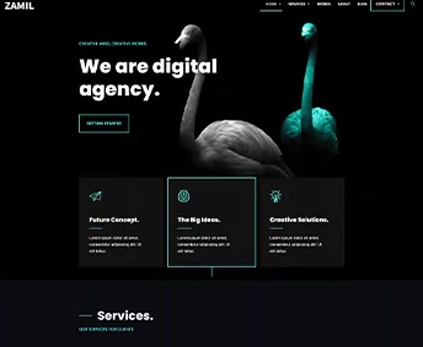 ZAMIL
HOME SERVICES WORKS ABOUT BLOG CONTACT
CREATIVE MIND, CREATIVE WORKS.
We are digital
agency.
GETTING STARTED
Future Concept.
The Big Ideas.
Creative Solutions.
Lorem ipsum dolor sit amet,
consectetur adipiscing elit. Ut
elit tellus
Lorem ipsum dolor sit amet,
consectetur adipiscing elit. Ut
elit tellus
Lorem ipsum dolor sit amet,
consectetur adipiscing elit. Ut
elit tellus
Services.
OUR SERVICES FOR CLIENTS